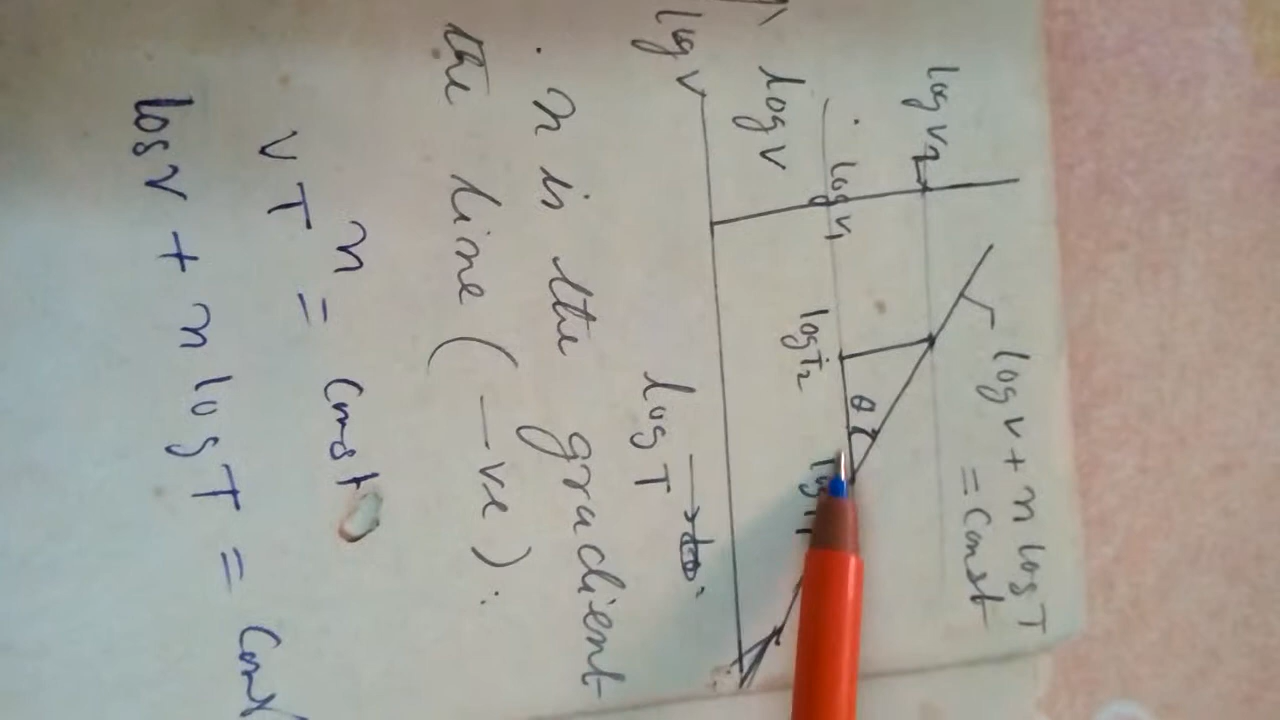 log V2
log V + n log T
= Const
log V1
log V
θ
log T2
log V
log T →
n is the gradient
the line (-ve).
V T^n = Const
log V + n log T = Const